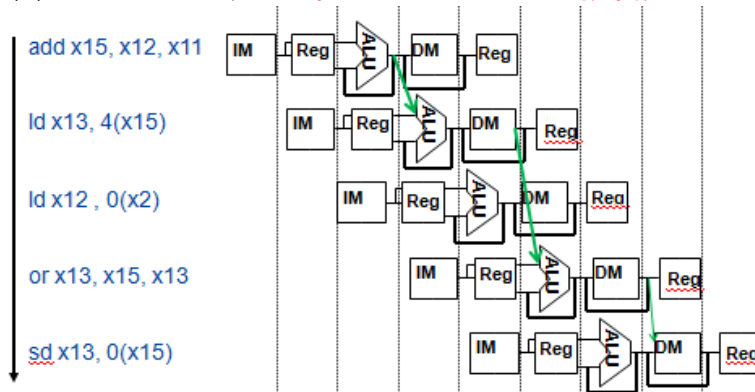 add x15, x12, x11 IM Reg ALU DM Reg
ld x13, 4(x15) IM Reg ALU DM Reg
ld x12 , 0(x2) IM Reg ALU DM Reg
or x13, x15, x13 IM Reg ALU DM Reg
sd x13, 0(x15) IM Reg ALU DM Reg